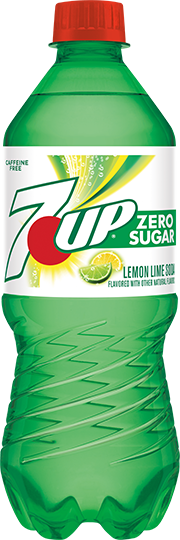 CAFFEINE
FREE
7UP®
ZERO
SUGAR
LEMON LIME SODA
FLAVORED WITH OTHER NATURAL FLAVORS